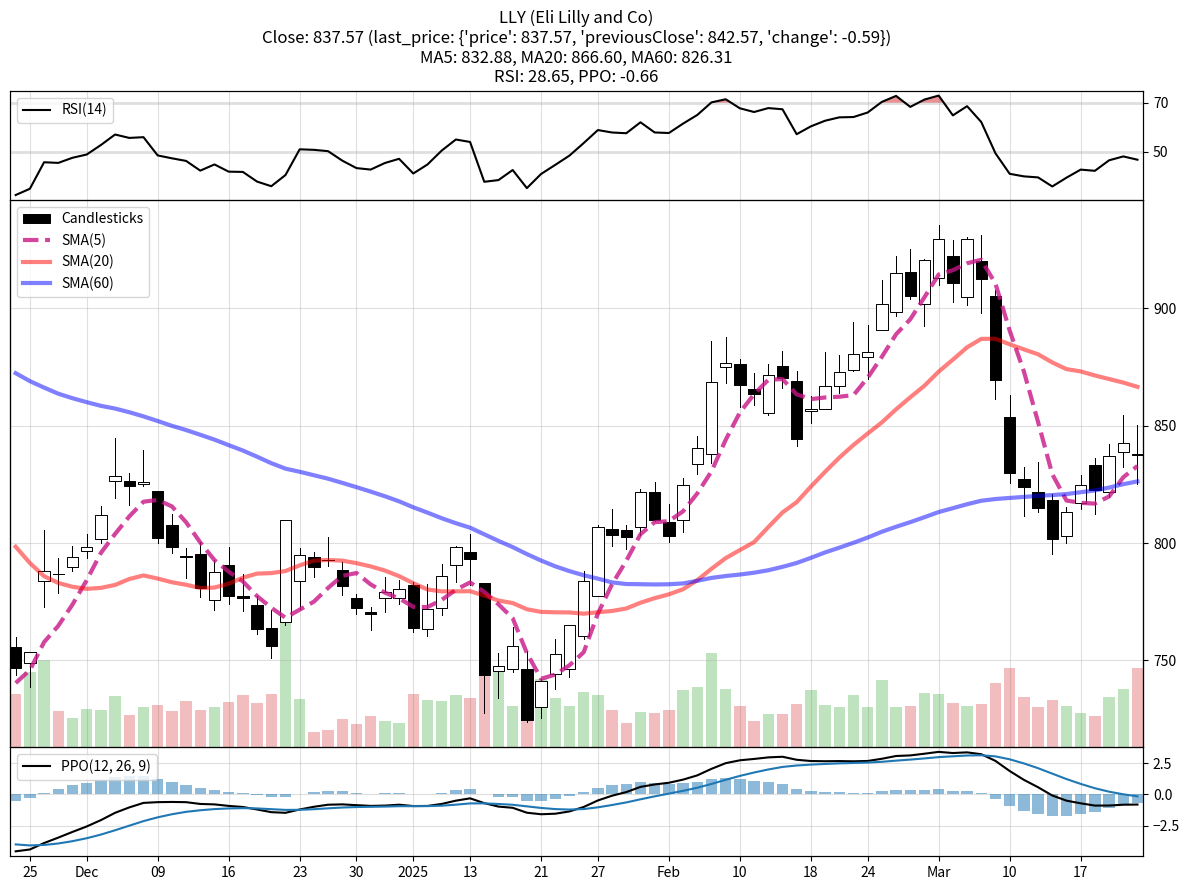 LLY (Eli Lilly and Co)
Close: 837.57 (last_price: {'price': 837.57, 'previousClose': 842.57, 'change': -0.59})
MA5: 832.88, MA20: 866.60, MA60: 826.31
RSI: 28.65, PPO: -0.66
RSI(14)
70
50
Candlesticks
SMA(5)
SMA(20)
SMA(60)
900
850
800
750
PPO(12, 26, 9)
2.5
0.0
−2.5
25 Dec 09 16 23 30 2025 13 21 27 Feb 10 18 24 Mar 10 17